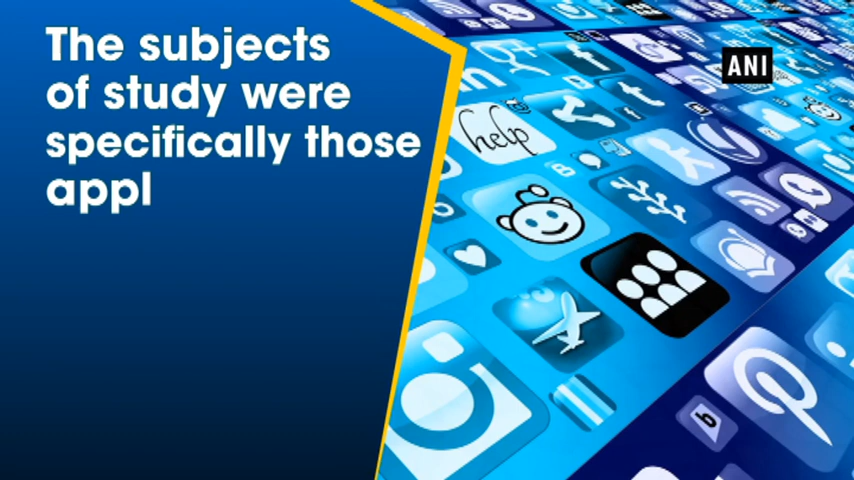 The subjects
of study were
specifically those
appl
ANI
help